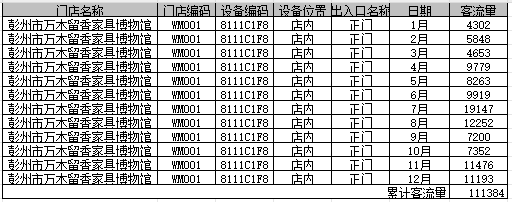 门店名称 门店编码 设备编码 设备位置 出入口名称 日期 客流量
彭州市万木留香家具博物馆 WM001 8111C1F8 店内 正门 1月 4302
彭州市万木留香家具博物馆 WM001 8111C1F8 店内 正门 2月 5848
彭州市万木留香家具博物馆 WM001 8111C1F8 店内 正门 3月 4653
彭州市万木留香家具博物馆 WM001 8111C1F8 店内 正门 4月 9779
彭州市万木留香家具博物馆 WM001 8111C1F8 店内 正门 5月 8263
彭州市万木留香家具博物馆 WM001 8111C1F8 店内 正门 6月 9919
彭州市万木留香家具博物馆 WM001 8111C1F8 店内 正门 7月 19147
彭州市万木留香家具博物馆 WM001 8111C1F8 店内 正门 8月 12252
彭州市万木留香家具博物馆 WM001 8111C1F8 店内 正门 9月 7200
彭州市万木留香家具博物馆 WM001 8111C1F8 店内 正门 10月 7352
彭州市万木留香家具博物馆 WM001 8111C1F8 店内 正门 11月 11476
彭州市万木留香家具博物馆 WM001 8111C1F8 店内 正门 12月 11193
累计客流量 111384